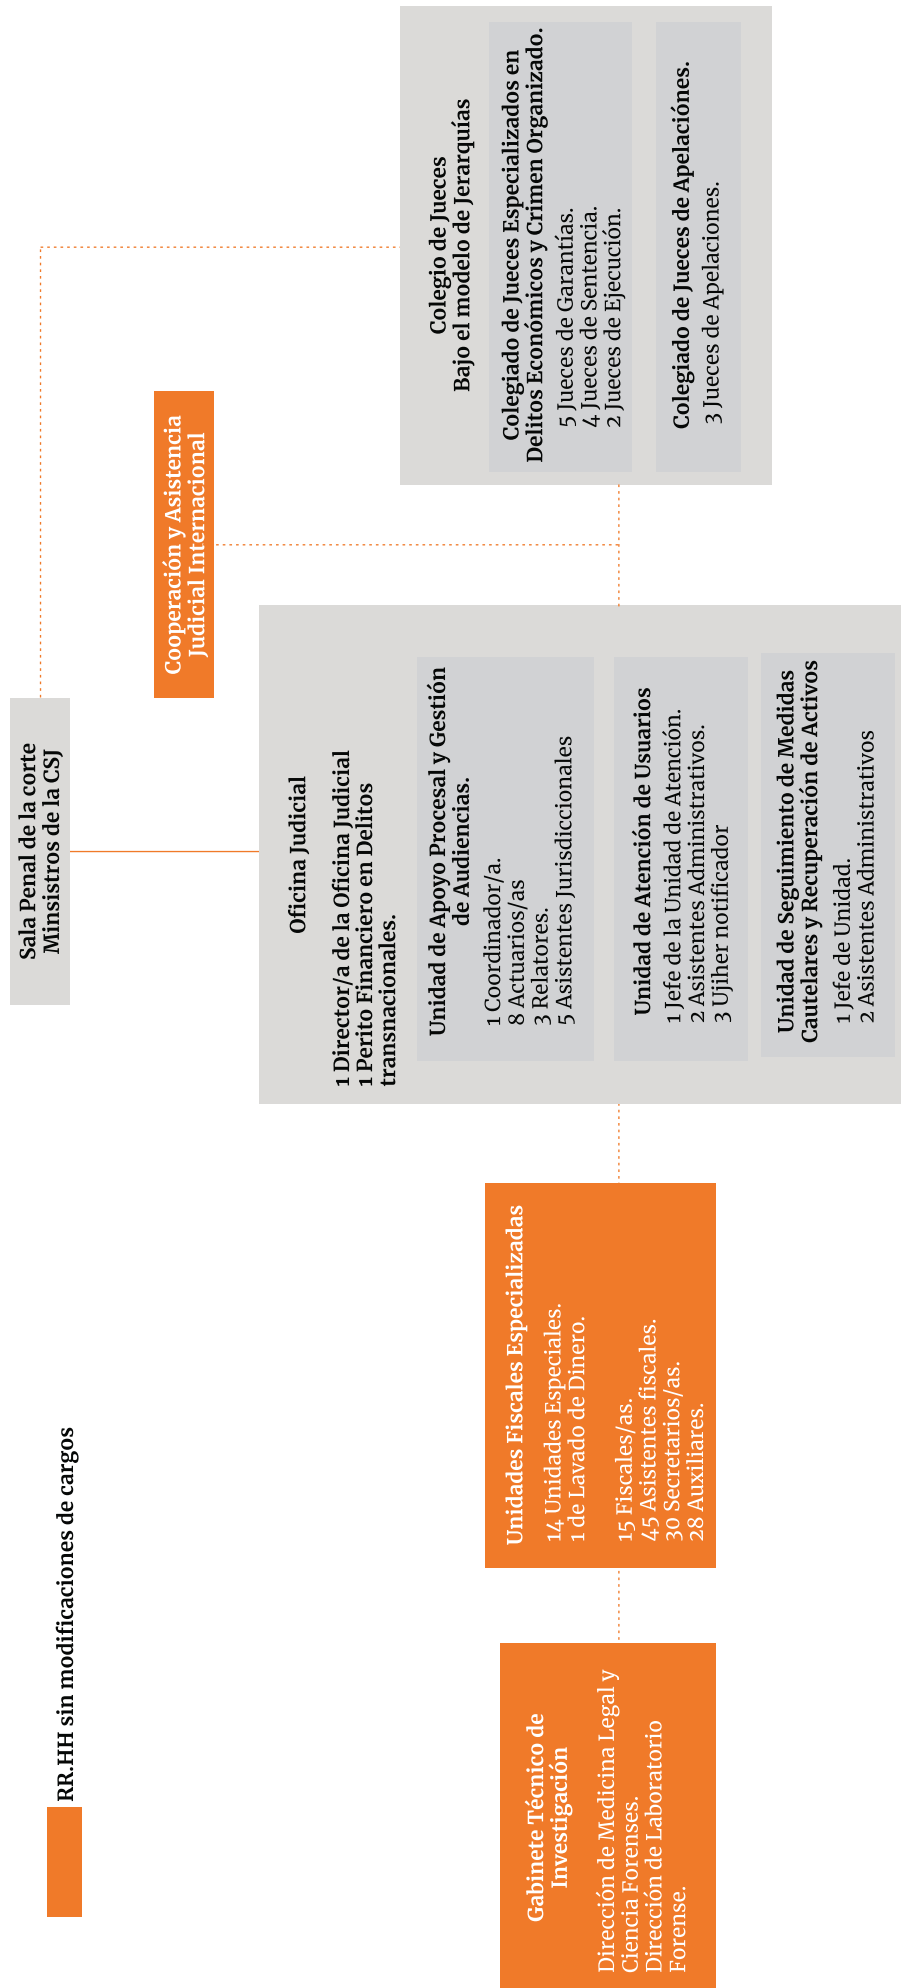 RR.HH sin modificaciones de cargos
Sala Penal de la corte
Minsistros de la CSJ
Cooperación y Asistencia
Judicial Internacional
Gabinete Técnico de
Investigación
Dirección de Medicina Legal y
Ciencia Forenses.
Dirección de Laboratorio
Forense.
Unidades Fiscales Especializadas
14 Unidades Especiales.
1 de Lavado de Dinero.
15 Fiscales/as.
45 Asistentes fiscales.
30 Secretarios/as.
28 Auxiliares.
Oficina Judicial
1 Director/a de la Oficina Judicial
1 Perito Financiero en Delitos
transnacionales.
Unidad de Apoyo Procesal y Gestión
de Audiencias.
1 Coordinador/a.
8 Actuarios/as
3 Relatores.
5 Asistentes Jurisdiccionales
Unidad de Atención de Usuarios
1 Jefe de la Unidad de Atención.
2 Asistentes Administrativos.
3 Ujiher notificador
Unidad de Seguimiento de Medidas
Cautelares y Recuperación de Activos
1 Jefe de Unidad.
2 Asistentes Administrativos
Colegio de Jueces
Bajo el modelo de Jerarquías
Colegiado de Jueces Especializados en
Delitos Económicos y Crimen Organizado.
5 Jueces de Garantías.
4 Jueces de Sentencia.
2 Jueces de Ejecución.
Colegiado de Jueces de Apelaciónes.
3 Jueces de Apelaciones.